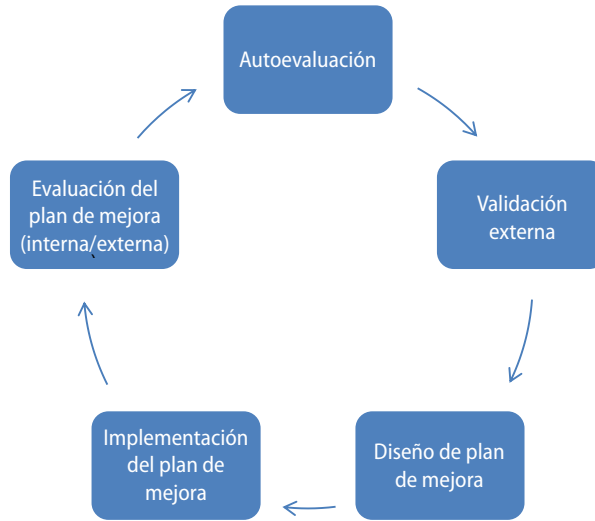 Autoevaluación
Validación
externa
Diseño de plan
de mejora
Implementación
del plan de
mejora
Evaluación del
plan de mejora
(interna/externa)